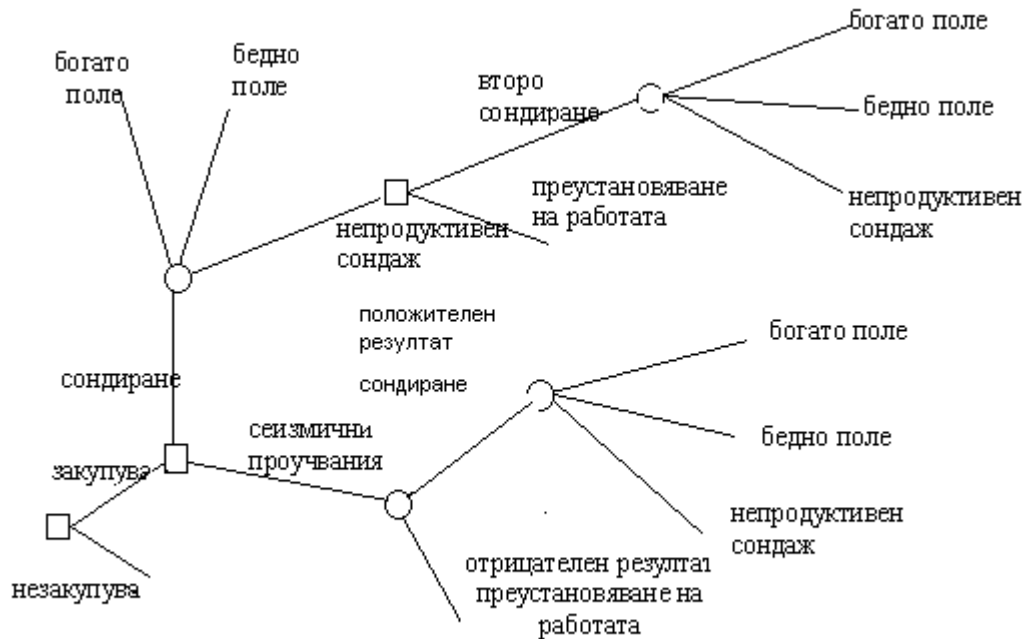 богато
поле
бедно
поле
второ
сондиране
богато поле
бедно поле
непродуктивен
сондаж
преустановяване
на работата
непродуктивен
сондаж
положителен
резултат
сондиране
сондиране
богато поле
бедно поле
непродуктивен
сондаж
сеизмични
проучвания
закупува
незакупува
отрицателен резултат
преустановяване на
работата